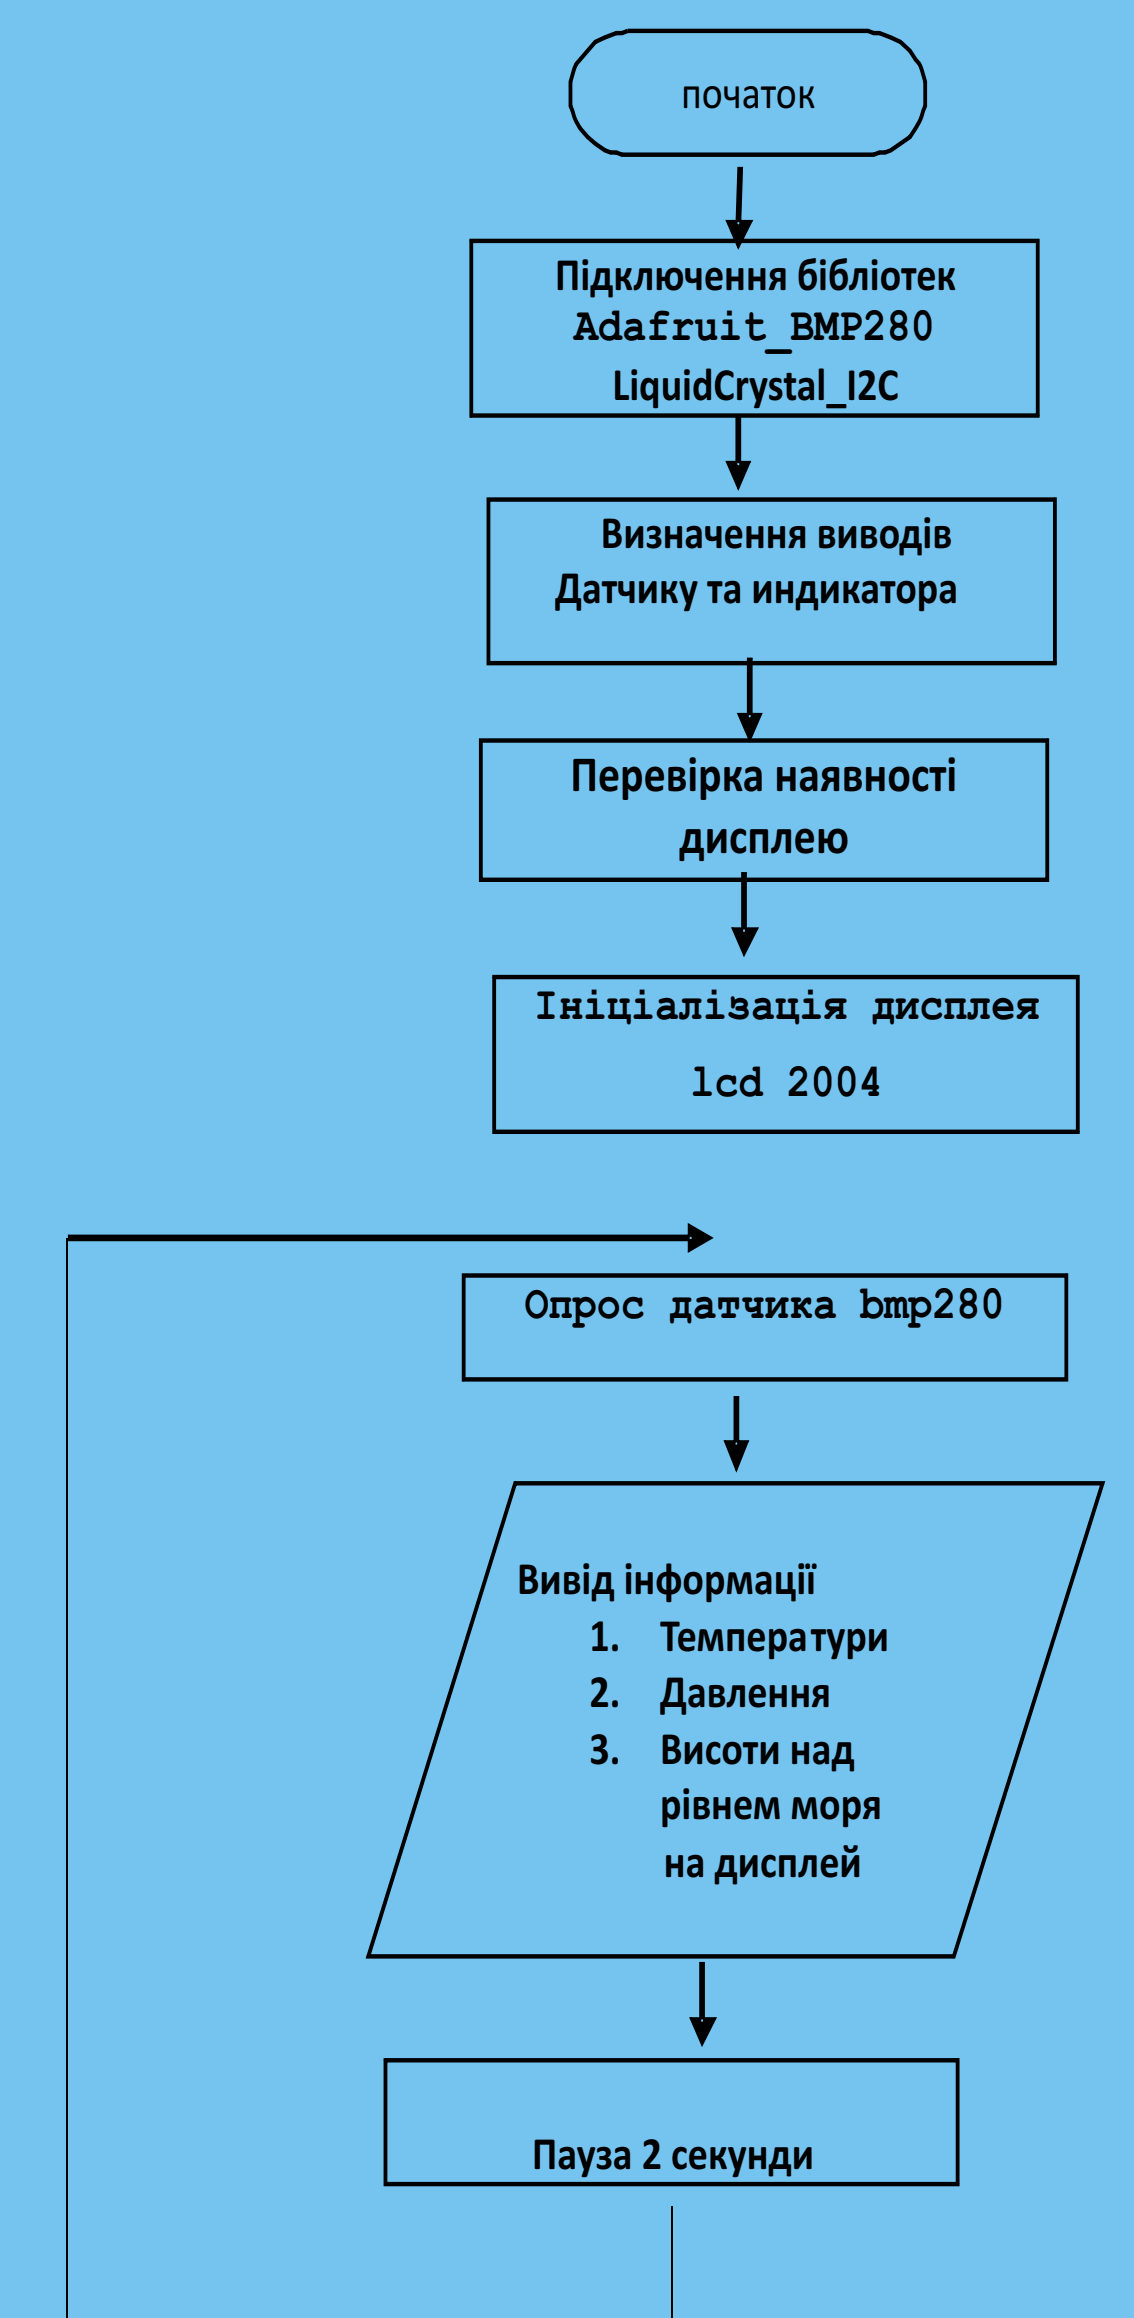 початок
Підключення бібліотек
Adafruit_BMP280
LiquidCrystal_I2C
Визначення виводів
Датчику та индикатора
Перевірка наявності
дисплею
Ініціалізація дисплея
lcd 2004
Опрос датчика bmp280
Вивід інформації
1. Температури
2. Давлення
3. Висоти над
рівнем моря
на дисплей
Пауза 2 секунди